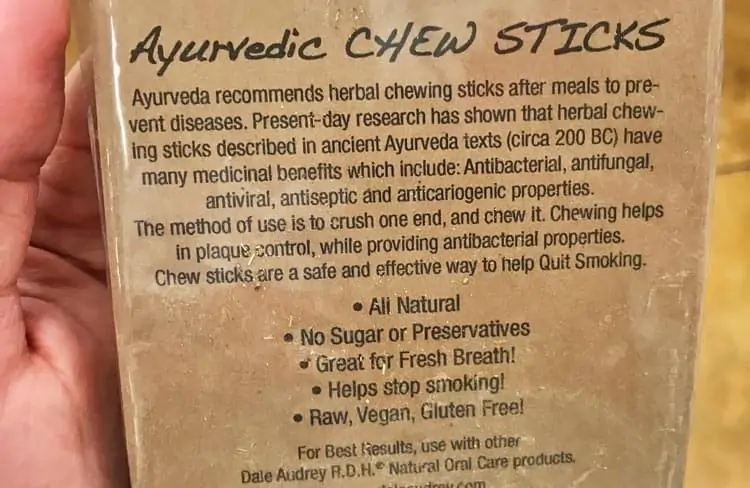 Ayurvedic CHEW STICKS
Ayurveda recommends herbal chewing sticks after meals to pre-
vent diseases. Present-day research has shown that herbal chew-
ing sticks described in ancient Ayurveda texts (circa 200 BC) have
many medicinal benefits which include: Antibacterial, antifungal,
antiviral, antiseptic and anticariogenic properties.
The method of use is to crush one end, and chew it. Chewing helps
in plaque control, while providing antibacterial properties.
Chew sticks are a safe and effective way to help Quit Smoking.
• All Natural
• No Sugar or Preservatives
• Great for Fresh Breath!
• Helps stop smoking!
• Raw, Vegan, Gluten Free!
For Best Results, use with other
Dale Audrey R.D.H.® Natural Oral Care products.